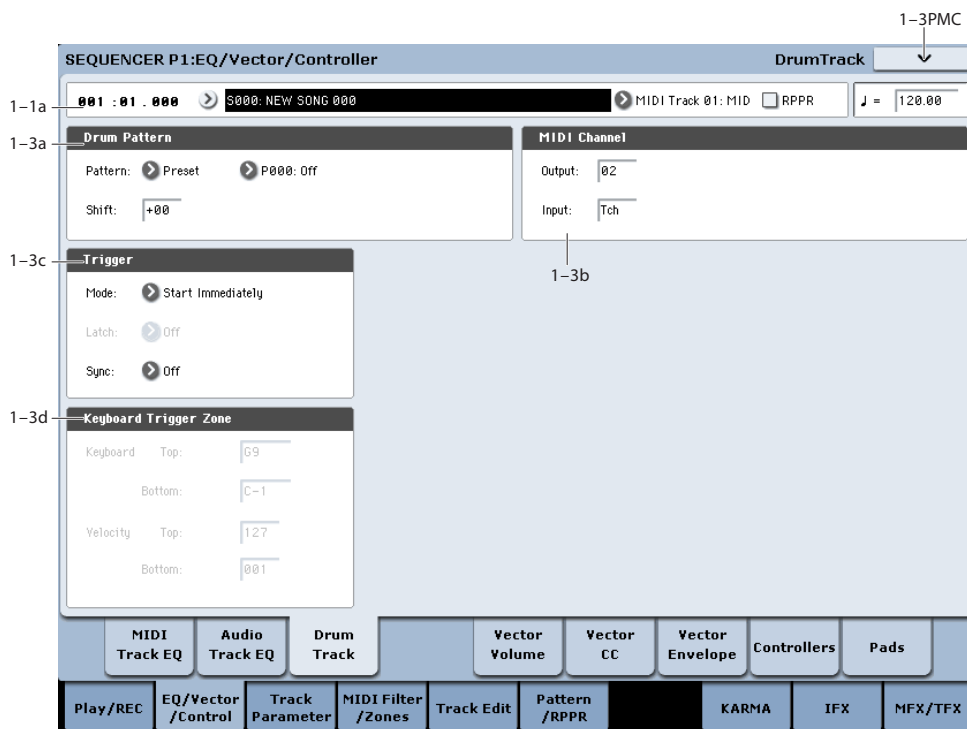 1–3PMC
SEQUENCER P1:EQ/Vector/Controller DrumTrack
1–1a
001 :01 . 000 S000: NEW SONG 000 MIDI Track 01: MID RPPR ♩ = 120.00
1–3a
Drum Pattern
Pattern: Preset P000: Off
Shift: +00
MIDI Channel
Output: 02
Input: Tch
1–3b
1–3c
Trigger
Mode: Start Immediately
Latch: Off
Sync: Off
1–3d
Keyboard Trigger Zone
Keyboard Top: G9
Bottom: C-1
Velocity Top: 127
Bottom: 001
MIDI Track EQ
Audio Track EQ
Drum Track
Vector Volume
Vector CC
Vector Envelope
Controllers
Pads
Play/REC
EQ/Vector /Control
Track Parameter
MIDI Filter /Zones
Track Edit
Pattern /RPPR
KARMA
IFX
MFX/TFX